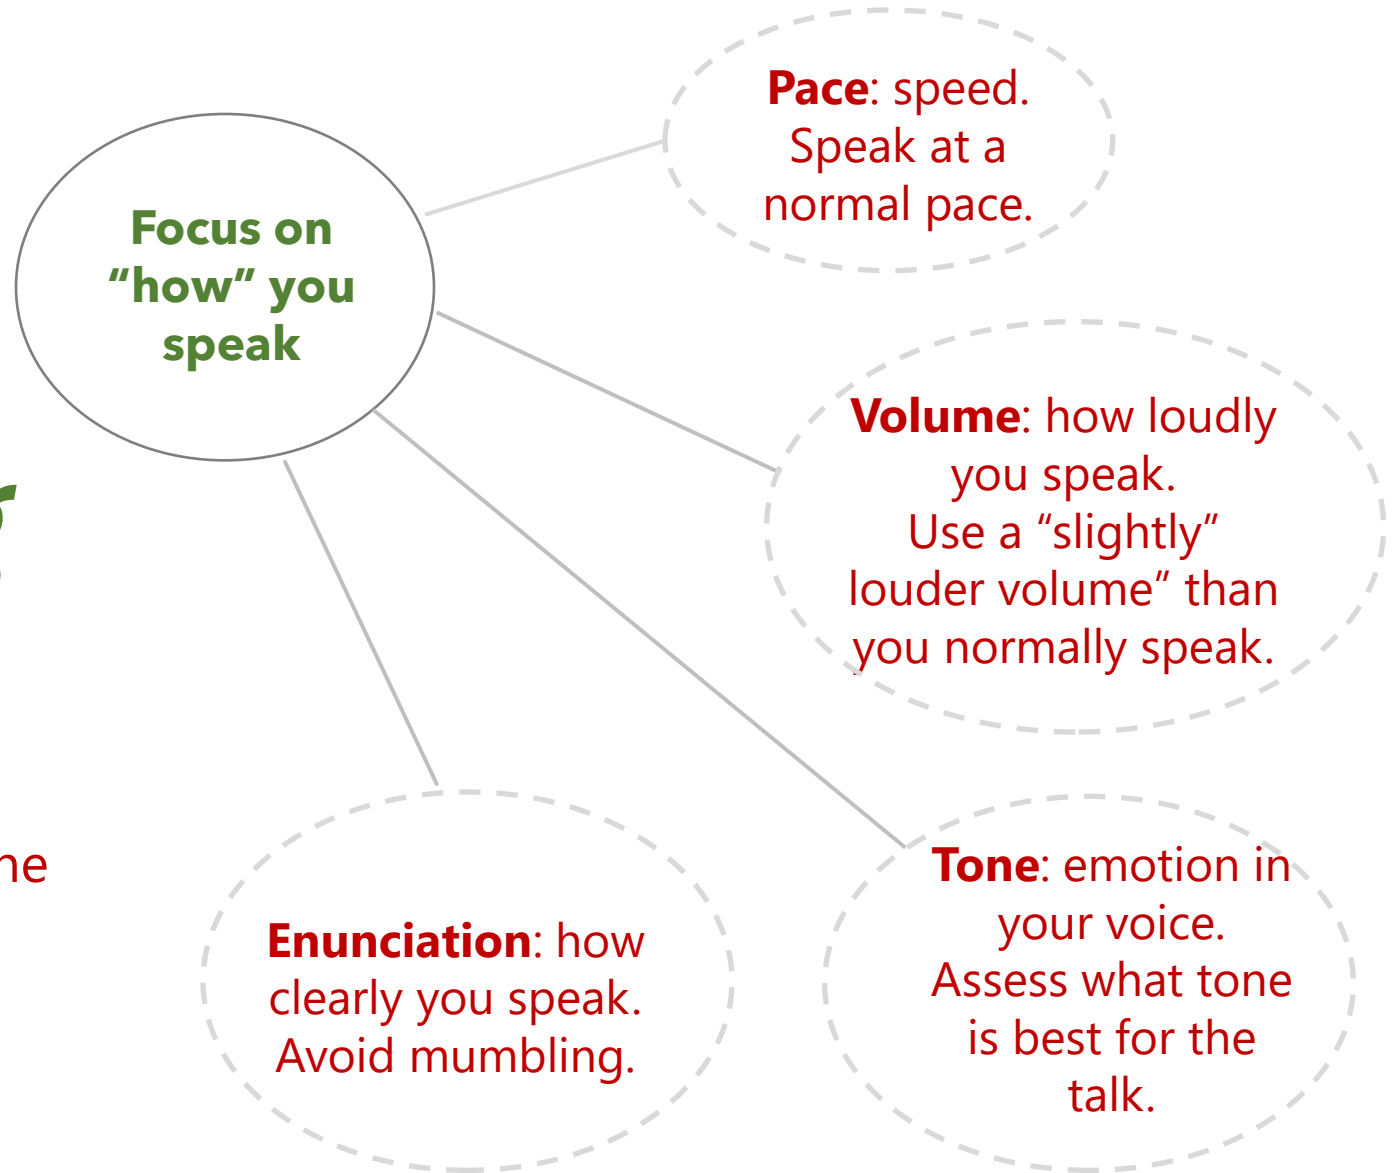 Pace: speed.
Speak at a
normal pace.
Focus on
“how” you
speak
Volume: how loudly
you speak.
Use a “slightly”
louder volume” than
you normally speak.
Tone: emotion in
your voice.
Assess what tone
is best for the
talk.
Enunciation: how
clearly you speak.
Avoid mumbling.